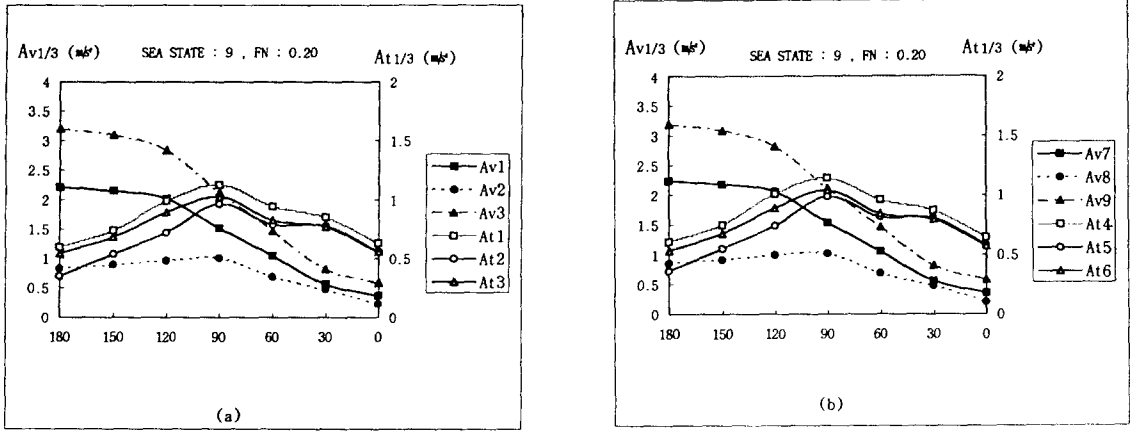 Av1/3 (m/s²) SEA STATE : 9 , FN : 0.20 At1/3 (m/s²)
4
3.5
3
2.5
2
1.5
1
0.5
0
2
1.5
1
0.5
0
180 150 120 90 60 30 0
Av1
Av2
Av3
At1
At2
At3
(a)
Av1/3 (m/s²) SEA STATE : 9 , FN : 0.20 At1/3 (m/s²)
4
3.5
3
2.5
2
1.5
1
0.5
0
2
1.5
1
0.5
0
180 150 120 90 60 30 0
Av7
Av8
Av9
At4
At5
At6
(b)